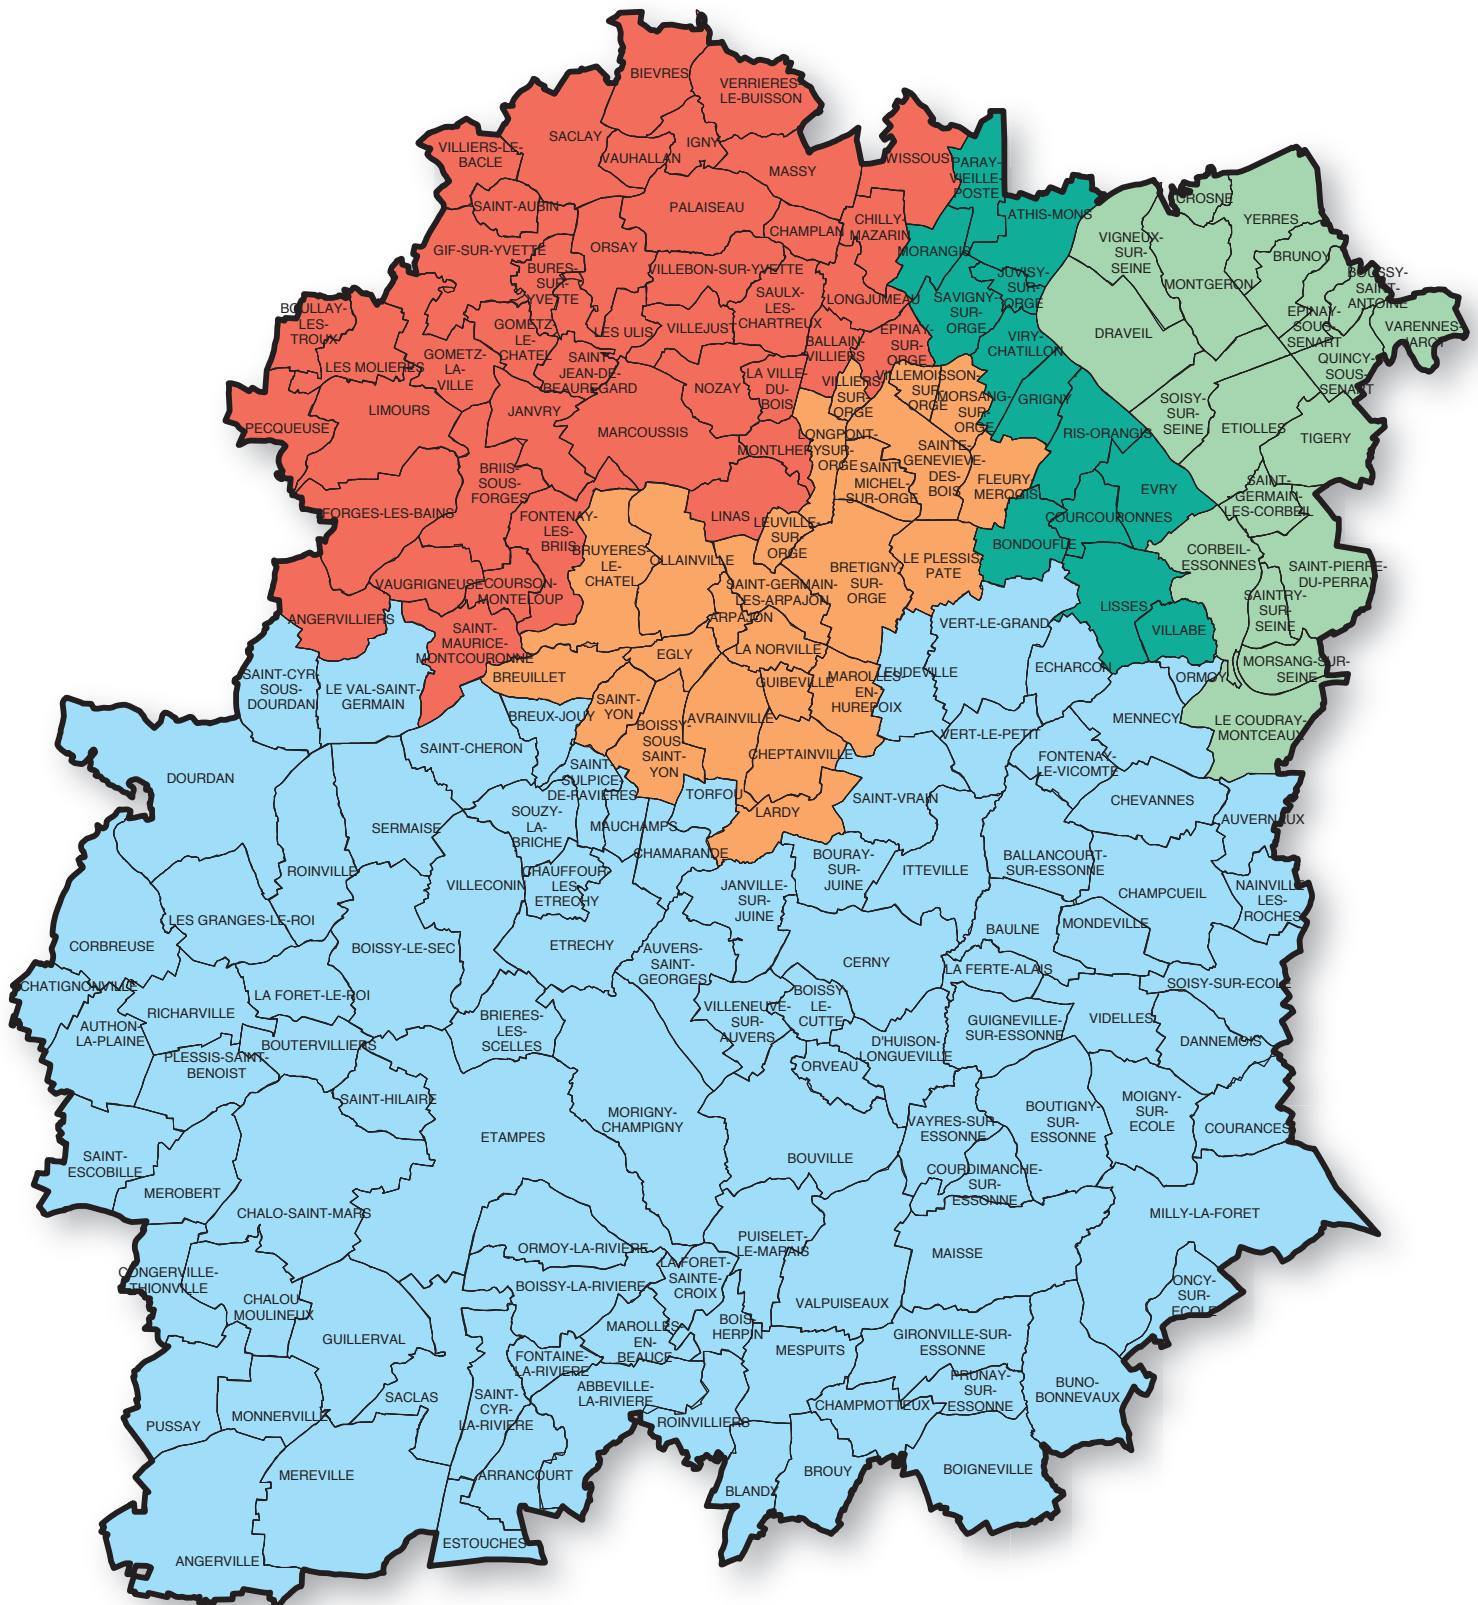 BIEVRES
VERRIERES-
LE-BUISSON
SACLAY
IGNY
VILLIERS-LE-
BACLE
VAUHALLAN
MASSY
WISSOUS
PARAY-
VIEILLE-
POSTE
SAINT-AUBIN
PALAISEAU
CHAMPLAN
CHILLY-
MAZARIN
ATHIS-MONS
CROSNE
YERRES
GIF-SUR-YVETTE
ORSAY
MORANGIS
VIGNEUX-
SUR-
SEINE
MONTGERON
BRUNOY
BOUSSY-
SAINT-
ANTOINE
BURES-
SUR-
YVETTE
VILLEBON-SUR-YVETTE
SAULX-
LES-
CHARTREUX
LONGJUMEAU
SAVIGNY-
SUR-
ORGE
JUVISY-
SUR-
ORGE
EPINAY-
SOUS-
SENART
VARENNES-
JARCY
BOULLAY-
LES-
TROUX
GOMETZ-
LE-
CHATEL
LES ULIS
VILLEJUST
BALLAIN-
VILLIERS
EPINAY-
SUR-
ORGE
VIRY-
CHATILLON
DRAVEIL
QUINCY-
SOUS-
SENART
LES MOLIERES
GOMETZ-
LA-
VILLE
SAINT-
JEAN-DE-
BEAUREGARD
NOZAY
LA VILLE-
DU-
BOIS
VILLIERS-
SUR-
ORGE
VILLEMOISSON-
SUR-
ORGE
MORSANG-
SUR-
ORGE
GRIGNY
SOISY-
SUR-
SEINE
ETIOLLES
TIGERY
PECQUEUSE
LIMOURS
JANVRY
MARCOUSSIS
MONTLHERY
LONGPONT-
SUR-
ORGE
SAINT-
MICHEL-
SUR-ORGE
SAINTE-
GENEVIEVE-
DES-
BOIS
FLEURY-
MEROGIS
RIS-ORANGIS
EVRY
SAINT-
GERMAIN-
LES-CORBEIL
FORGES-LES-BAINS
BRIIS-
SOUS-
FORGES
FONTENAY-
LES-
BRIIS
LINAS
LEUVILLE-
SUR-
ORGE
COURCOURONNES
BONDOUFLE
CORBEIL-
ESSONNES
SAINT-PIERRE-
DU-PERRAY
BRUYERES-
LE-
CHATEL
OLLAINVILLE
SAINT-GERMAIN-
LES-ARPAJON
BRETIGNY-
SUR-
ORGE
LE PLESSIS
PATE
VAUGRIGNEUSE
COURSON-
MONTELOUP
ANGERVILLIERS
SAINT-
MAURICE-
MONTCOURONNE
ARPAJON
LISSES
VILLABE
SAINTRY-
SUR-
SEINE
VERT-LE-GRAND
EGLY
LA NORVILLE
BREUILLET
GUIBEVILLE
MAROLLES-
EN-
HUREPOIX
LEUDEVILLE
ECHARCON
ORMOY
MORSANG-SUR-
SEINE
SAINT-CYR-
SOUS-
DOURDAN
LE VAL-SAINT-
GERMAIN
SAINT-
YON
BREUX-JOUY
BOISSY-
SOUS-
SAINT-
YON
AVRAINVILLE
MENNECY
LE COUDRAY-
MONTCEAUX
SAINT-CHERON
CHEPTAINVILLE
VERT-LE-PETIT
FONTENAY-
LE-VICOMTE
DOURDAN
SAINT-
SULPICE-
DE-FAVIERES
TORFOU
LARDY
SAINT-VRAIN
CHEVANNES
AUVERNAUX
SERMAISE
SOUZY-
LA-
BRICHE
MAUCHAMPS
CHAMARANDE
ROINVILLE
VILLECONIN
CHAUFFOUR-
LES-
ETRECHY
JANVILLE-
SUR-
JUINE
BOURAY-
SUR-
JUINE
ITTEVILLE
BALLANCOURT-
SUR-ESSONNE
CHAMPCUEIL
NAINVILLE-
LES-
ROCHES
LES GRANGES-LE-ROI
CORBREUSE
BOISSY-LE-SEC
ETRECHY
AUVERS-
SAINT-
GEORGES
CERNY
BAULNE
MONDEVILLE
LA FERTE-ALAIS
SOISY-SUR-ECOLE
CHATIGNONVILLE
LA FORET-LE-ROI
AUTHON-
LA-PLAINE
RICHARVILLE
BRIERES-
LES-
SCELLES
VILLENEUVE-
SUR-
AUVERS
BOISSY-
LE-
CUTTE
D'HUISON-
LONGUEVILLE
GUIGNEVILLE-
SUR-ESSONNE
VIDELLES
DANNEMOIS
BOUTERVILLIERS
PLESSIS-SAINT-
BENOIST
ORVEAU
SAINT-HILAIRE
ETAMPES
MORIGNY-
CHAMPIGNY
VAYRES-SUR-
ESSONNE
BOUTIGNY-
SUR-
ESSONNE
MOIGNY-
SUR-
ECOLE
COURANCES
SAINT-
ESCOBILLE
MEROBERT
BOUVILLE
COURDIMANCHE-
SUR-
ESSONNE
CHALO-SAINT-MARS
MILLY-LA-FORET
ORMOY-LA-RIVIERE
PUISELET-
LE-MARAIS
MAISSE
CONGERVILLE-
THIONVILLE
BOISSY-LA-RIVIERE
LA FORET-
SAINTE-
CROIX
ONCY-
SUR-
ECOLE
CHALOU-
MOULINEUX
VALPUISEAUX
GUILLERVAL
MAROLLES-
EN-
BEAUCE
BOIS-
HERPIN
MESPUITS
GIRONVILLE-SUR-
ESSONNE
FONTAINE-
LA-RIVIERE
PRUNAY-
SUR-
ESSONNE
BUNO-
BONNEVAUX
SACLAS
SAINT-
CYR-
LA-RIVIERE
ABBEVILLE-
LA-RIVIERE
CHAMPMOTTEUX
PUSSAY
MONNERVILLE
ROINVILLIERS
MEREVILLE
ARRANCOURT
BROUY
BOIGNEVILLE
BLANDY
ANGERVILLE
ESTOUCHES